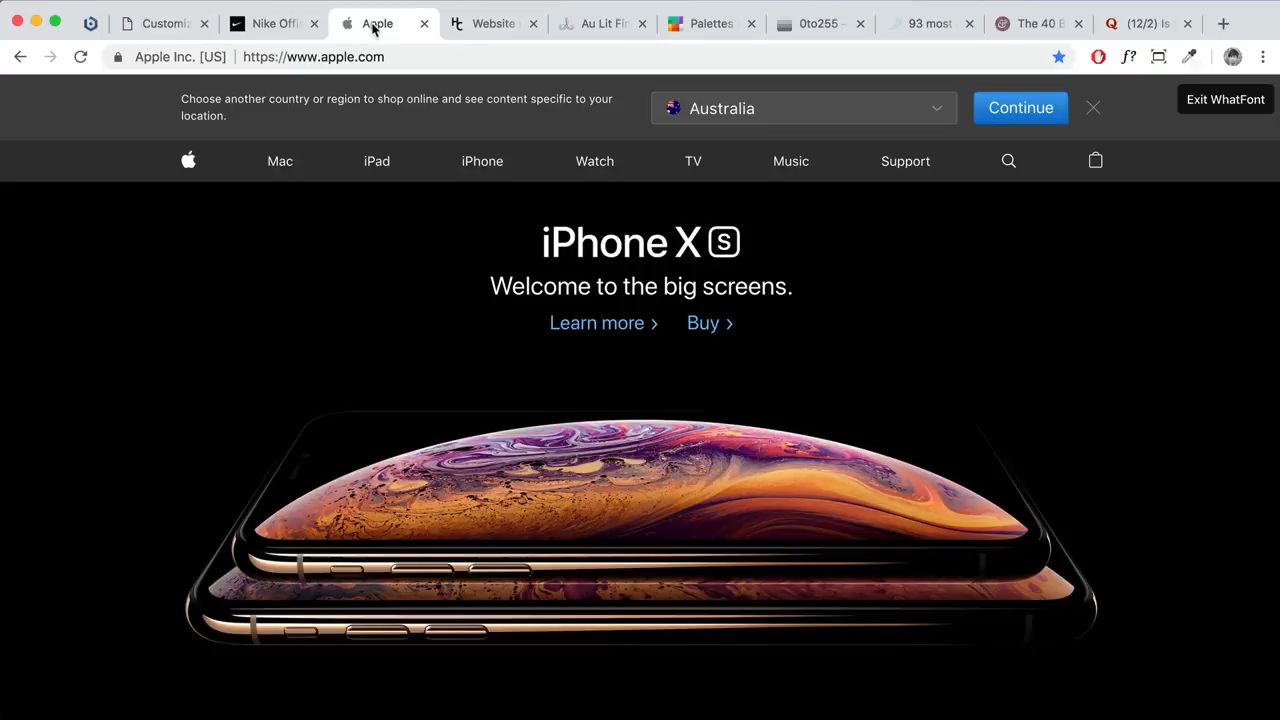 Customiz
Nike Offi
Apple
Website
Au Lit Fin
Palettes
0to255 –
93 most
The 40 B
(12/2) Is
Apple Inc. [US]
https://www.apple.com
f?
Choose another country or region to shop online and see content specific to your
location.
Australia
Continue
Exit WhatFont
Mac
iPad
iPhone
Watch
TV
Music
Support
iPhone XS
Welcome to the big screens.
Learn more >
Buy >